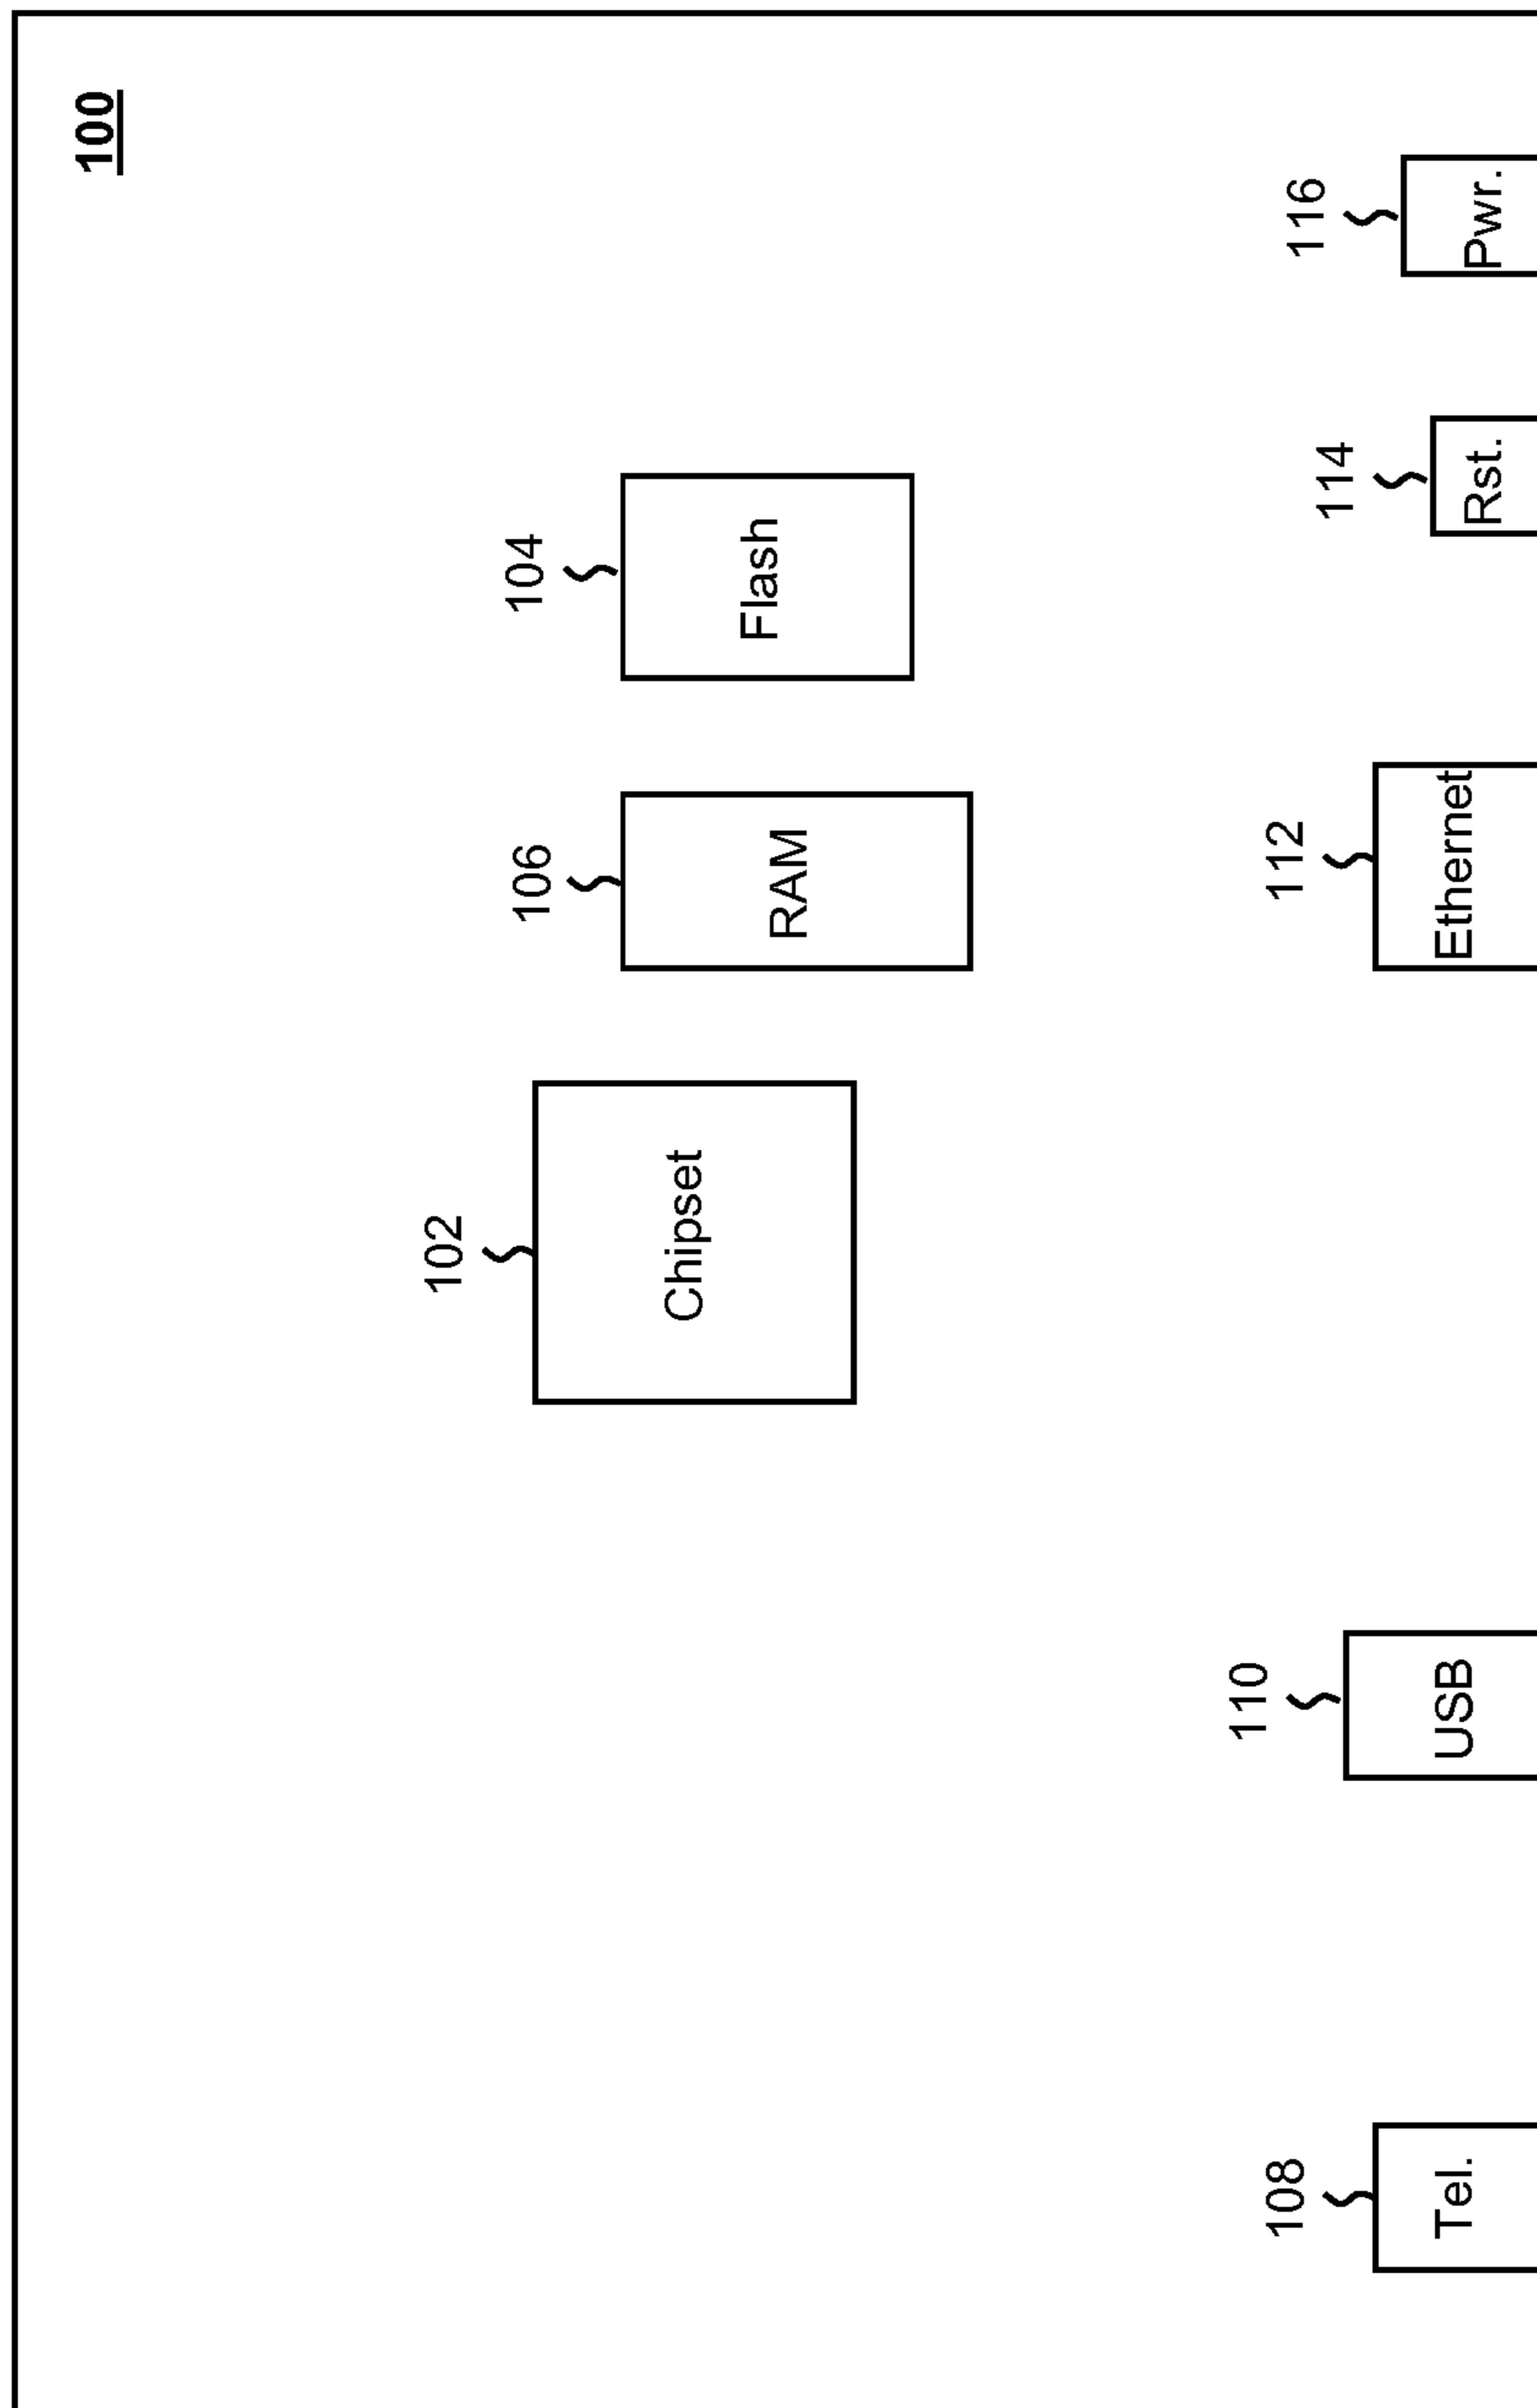 100
102
106
104
Chipset
RAM
Flash
108
110
112
114
116
Tel.
USB
Ethernet
Rst.
Pwr.